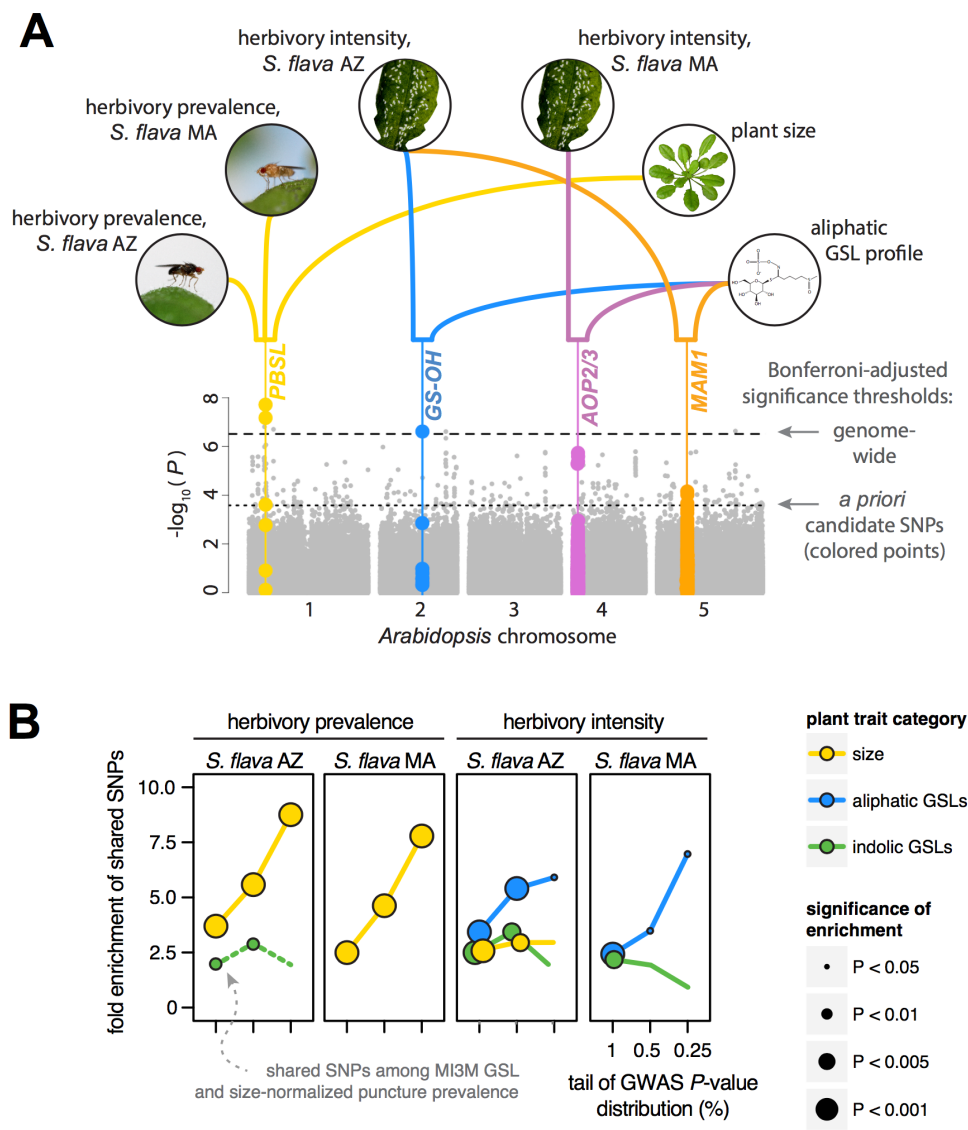 A
herbivory intensity,
S. flava AZ
herbivory intensity,
S. flava MA
herbivory prevalence,
S. flava MA
plant size
herbivory prevalence,
S. flava AZ
aliphatic
GSL profile
PBSL
GS-OH
AOP2/3
MAM1
Bonferroni-adjusted
significance thresholds:
genome-
wide
a priori
candidate SNPs
(colored points)
-log10(P)
8
6
4
2
0
1 2 3 4 5
Arabidopsis chromosome
B
herbivory prevalence
herbivory intensity
S. flava AZ
S. flava MA
S. flava AZ
S. flava MA
fold enrichment of shared SNPs
10.0
7.5
5.0
2.5
0
1 0.5 0.25
tail of GWAS P-value
distribution (%)
shared SNPs among MI3M GSL
and size-normalized puncture prevalence
plant trait category
size
aliphatic GSLs
indolic GSLs
significance of
enrichment
P < 0.05
P < 0.01
P < 0.005
P < 0.001